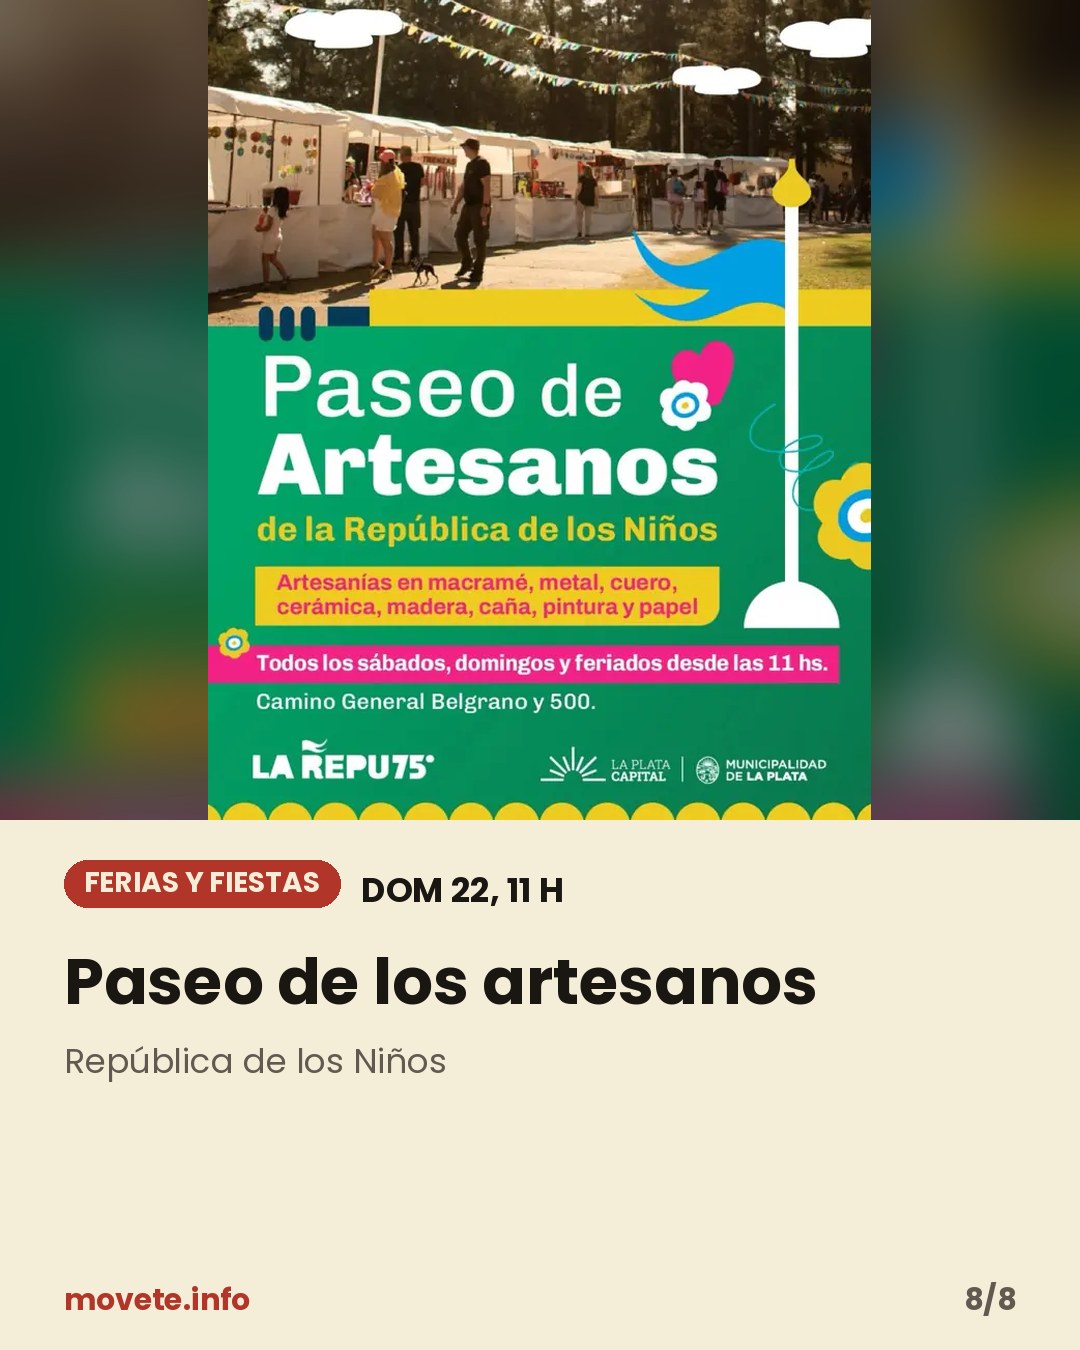 Paseo de
Artesanos
de la República de los Niños
Artesanías en macramé, metal, cuero,
cerámica, madera, caña, pintura y papel
Todos los sábados, domingos y feriados desde las 11 hs.
Camino General Belgrano y 500.
LA REPU 75°
LA PLATA
CAPITAL
MUNICIPALIDAD
DE LA PLATA
FERIAS Y FIESTAS
DOM 22, 11 H
Paseo de los artesanos
República de los Niños
movete.info
8/8